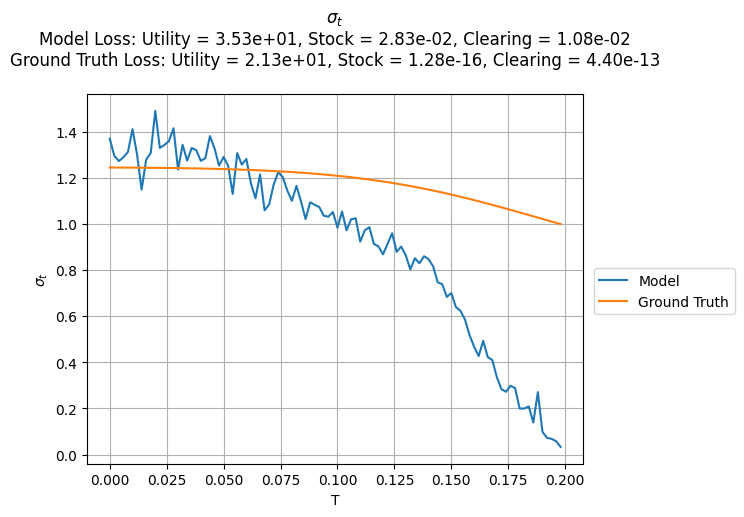 σt
Model Loss: Utility = 3.53e+01, Stock = 2.83e-02, Clearing = 1.08e-02
Ground Truth Loss: Utility = 2.13e+01, Stock = 1.28e-16, Clearing = 4.40e-13
1.4
1.2
1.0
0.8
0.6
0.4
0.2
0.0
σt
0.000 0.025 0.050 0.075 0.100 0.125 0.150 0.175 0.200
T
Model
Ground Truth